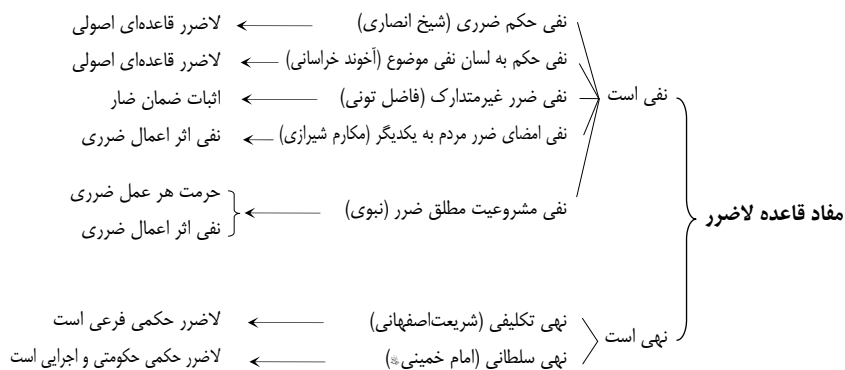 مفاد قاعده لاضرر
نفی است
نفی حکم ضرری (شیخ انصاری) لاضرر قاعده‌ای اصولی
نفی حکم به لسان نفی موضوع (آخوند خراسانی) لاضرر قاعده‌ای اصولی
نفی ضرر غیرمتدارک (فاضل تونی) اثبات ضمان ضار
نفی امضای ضرر مردم به یکدیگر (مکارم شیرازی) نفی اثر اعمال ضرری
نفی مشروعیت مطلق ضرر (نبوی) حرمت هر عمل ضرری
نفی اثر اعمال ضرری
نهی است
نهی تکلیفی (شریعت‌اصفهانی) لاضرر حکمی فرعی است
نهی سلطانی (امام خمینی) لاضرر حکمی حکومتی و اجرایی است